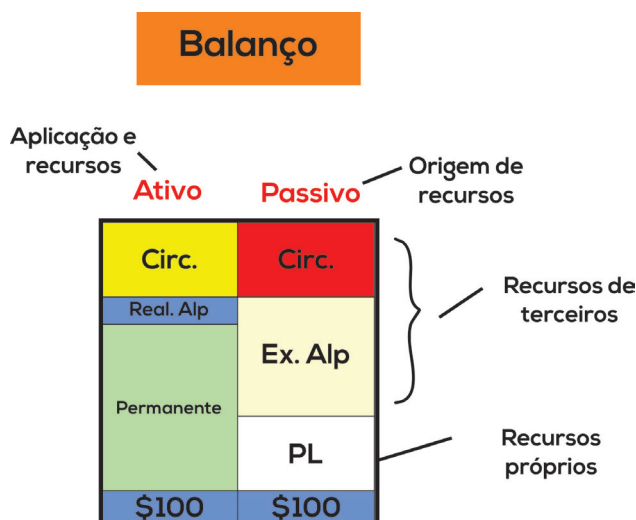 Balanço
Aplicação e
recursos
Origem de
recursos
Ativo
Passivo
Circ.
Circ.
Real. Alp
Ex. Alp
Recursos de
terceiros
Permanente
PL
Recursos
próprios
$100
$100